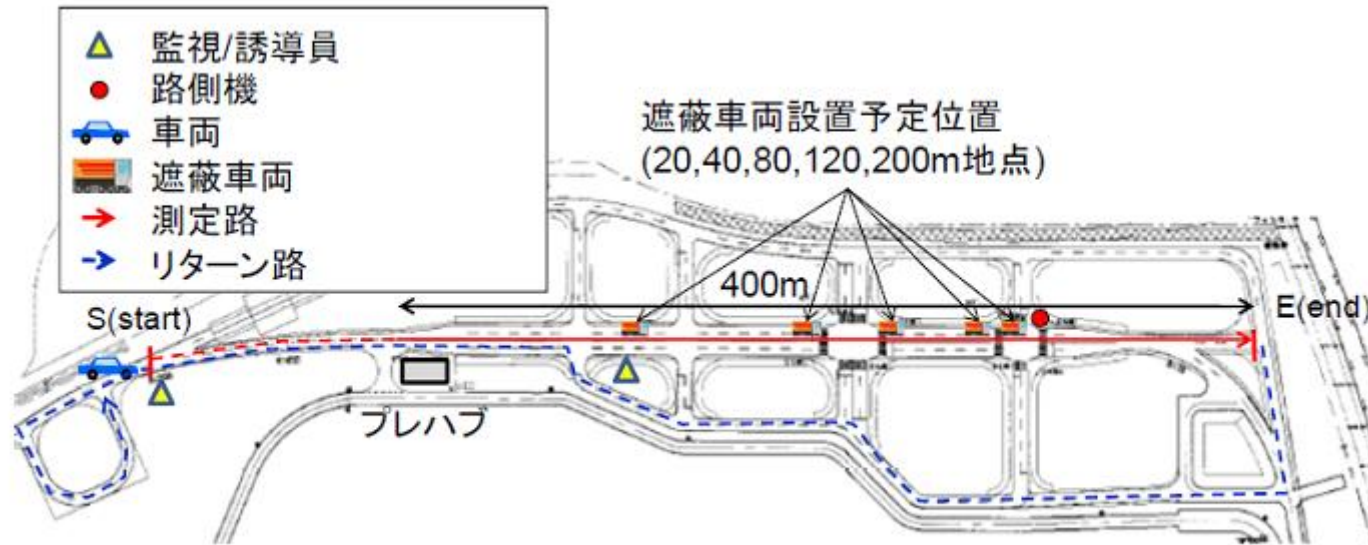 監視/誘導員
路側機
車両
遮蔽車両
測定路
リターン路
遮蔽車両設置予定位置
(20,40,80,120,200m地点)
400m
S(start)
E(end)
プレハブ